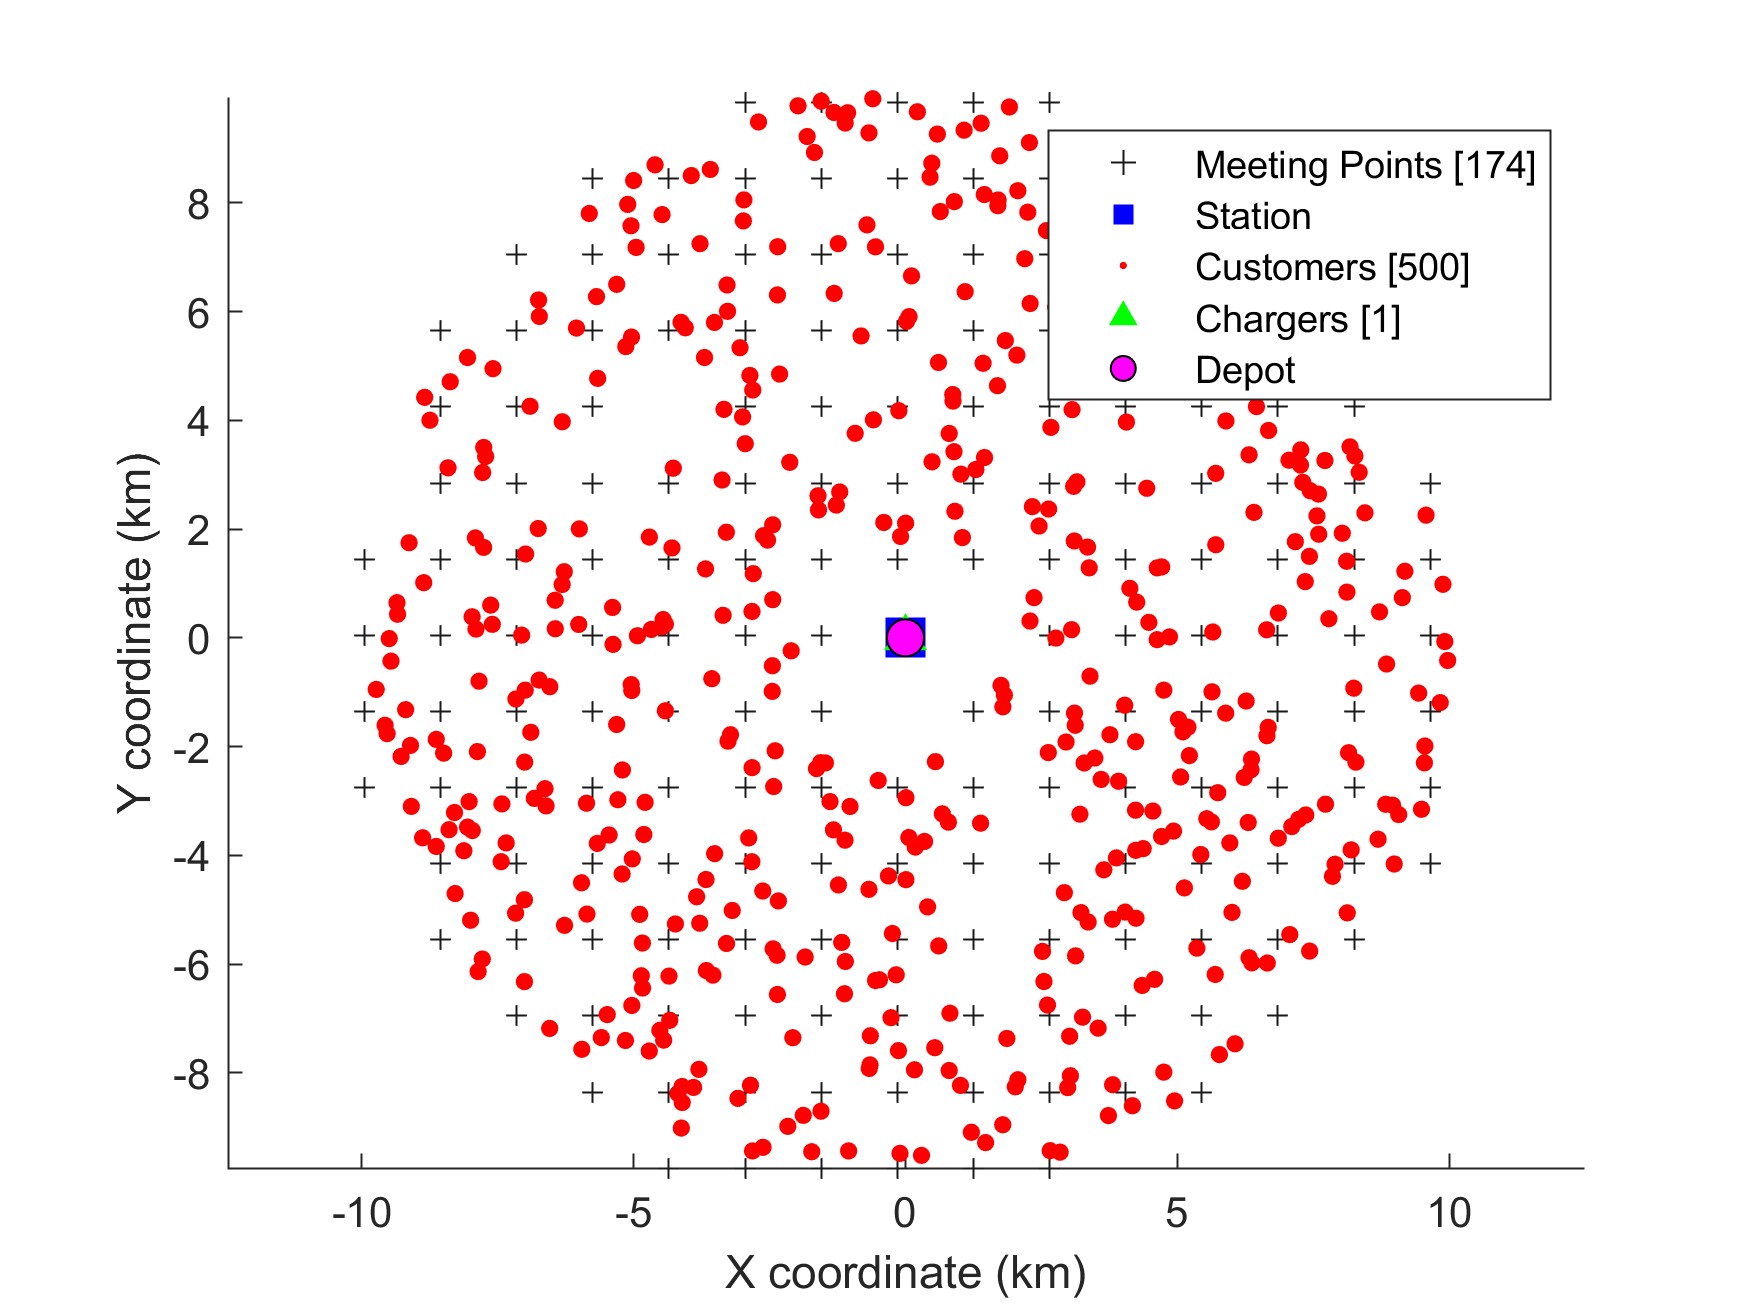 Meeting Points [174]
Station
Customers [500]
Chargers [1]
Depot
8
6
4
2
0
-2
-4
-6
-8
Y coordinate (km)
-10 -5 0 5 10
X coordinate (km)